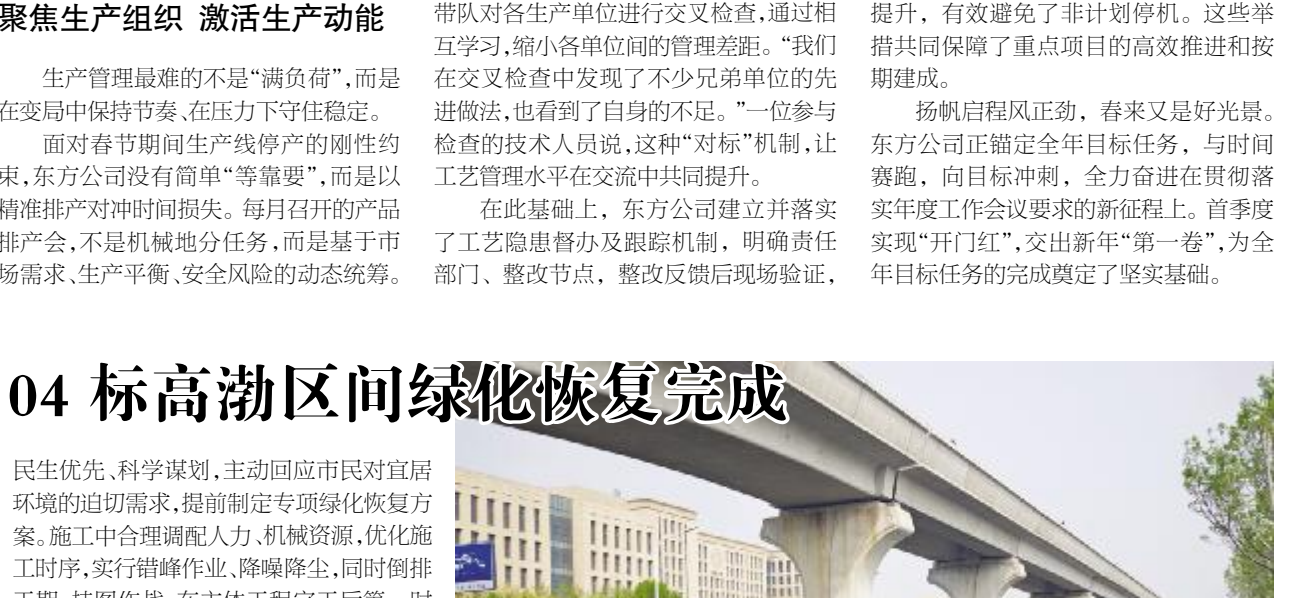 聚焦生产组织 激活生产动能
生产管理最难的不是“满负荷”,而是
在变局中保持节奏、在压力下守住稳定。
面对春节期间生产线停产的刚性约
束,东方公司没有简单“等靠要”,而是以
精准排产对冲时间损失。每月召开的产品
排产会,不是机械地分任务,而是基于市
场需求、生产平衡、安全风险的动态统筹。
带队对各生产单位进行交叉检查,通过相
互学习,缩小各单位间的管理差距。“我们
在交叉检查中发现了不少兄弟单位的先
进做法,也看到了自身的不足。”一位参与
检查的技术人员说,这种“对标”机制,让
工艺管理水平在交流中共同提升。
在此基础上，东方公司建立并落实
了工艺隐患督办及跟踪机制，明确责任
部门、整改节点，整改反馈后现场验证，
提升，有效避免了非计划停机。这些举
措共同保障了重点项目的高效推进和按
期建成。
扬帆启程风正劲，春来又是好光景。
东方公司正锚定全年目标任务，与时间
赛跑，向目标冲刺，全力奋进在贯彻落
实年度工作会议要求的新征程上。首季度
实现“开门红”,交出新年“第一卷”,为全
年目标任务的完成奠定了坚实基础。
04 标高渤区间绿化恢复完成
民生优先、科学谋划,主动回应市民对宜居
环境的迫切需求,提前制定专项绿化恢复方
案。施工中合理调配人力、机械资源,优化施
工时序,实行错峰作业、降噪降尘,同时倒排